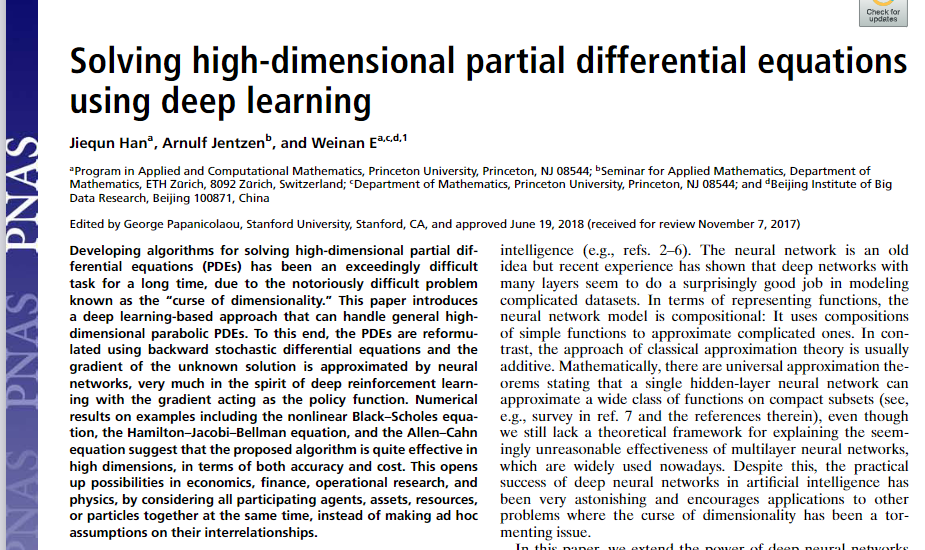 Check for
updates
Solving high-dimensional partial differential equations
using deep learning
Jiequn Hanᵃ, Arnulf Jentzenᵇ, and Weinan Eᵃ,ᶜ,ᵈ,¹
ᵃProgram in Applied and Computational Mathematics, Princeton University, Princeton, NJ 08544; ᵇSeminar for Applied Mathematics, Department of
Mathematics, ETH Zürich, 8092 Zürich, Switzerland; ᶜDepartment of Mathematics, Princeton University, Princeton, NJ 08544; and ᵈBeijing Institute of Big
Data Research, Beijing 100871, China
Edited by George Papanicolaou, Stanford University, Stanford, CA, and approved June 19, 2018 (received for review November 7, 2017)
Developing algorithms for solving high-dimensional partial dif-
ferential equations (PDEs) has been an exceedingly difficult
task for a long time, due to the notoriously difficult problem
known as the “curse of dimensionality.” This paper introduces
a deep learning-based approach that can handle general high-
dimensional parabolic PDEs. To this end, the PDEs are reformu-
lated using backward stochastic differential equations and the
gradient of the unknown solution is approximated by neural
networks, very much in the spirit of deep reinforcement learn-
ing with the gradient acting as the policy function. Numerical
results on examples including the nonlinear Black–Scholes equa-
tion, the Hamilton–Jacobi–Bellman equation, and the Allen–Cahn
equation suggest that the proposed algorithm is quite effective in
high dimensions, in terms of both accuracy and cost. This opens
up possibilities in economics, finance, operational research, and
physics, by considering all participating agents, assets, resources,
or particles together at the same time, instead of making ad hoc
assumptions on their interrelationships.
intelligence (e.g., refs. 2–6). The neural network is an old
idea but recent experience has shown that deep networks with
many layers seem to do a surprisingly good job in modeling
complicated datasets. In terms of representing functions, the
neural network model is compositional: It uses compositions
of simple functions to approximate complicated ones. In con-
trast, the approach of classical approximation theory is usually
additive. Mathematically, there are universal approximation the-
orems stating that a single hidden-layer neural network can
approximate a wide class of functions on compact subsets (see,
e.g., survey in ref. 7 and the references therein), even though
we still lack a theoretical framework for explaining the seem-
ingly unreasonable effectiveness of multilayer neural networks,
which are widely used nowadays. Despite this, the practical
success of deep neural networks in artificial intelligence has
been very astonishing and encourages applications to other
problems where the curse of dimensionality has been a tor-
menting issue.
In this paper, we extend the power of deep neural networks
PNAS
PNAS
PNAS